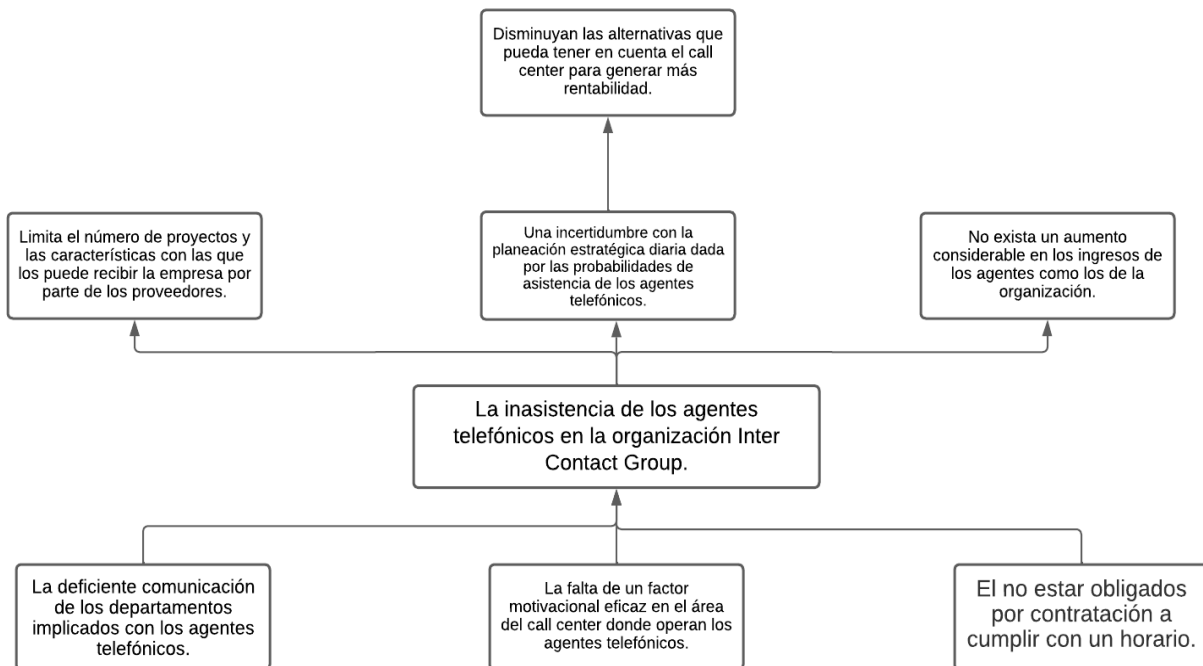 Disminuyan las alternativas que
pueda tener en cuenta el call
center para generar más
rentabilidad.
Limita el número de proyectos y
las características con las que
los puede recibir la empresa por
parte de los proveedores.
Una incertidumbre con la
planeación estratégica diaria dada
por las probabilidades de
asistencia de los agentes
telefónicos.
No exista un aumento
considerable en los ingresos de
los agentes como los de la
organización.
La inasistencia de los agentes
telefónicos en la organización Inter
Contact Group.
La deficiente comunicación
de los departamentos
implicados con los agentes
telefónicos.
La falta de un factor
motivacional eficaz en el área
del call center donde operan los
agentes telefónicos.
El no estar obligados
por contratación a
cumplir con un horario.